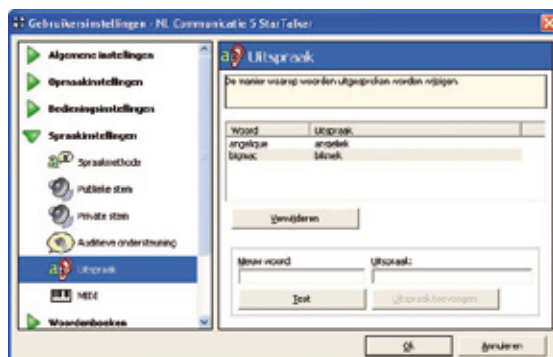 Gebruikersinstellingen - NL Communicatie 5 StarTalker
Algemene instellingen
Opmaakinstellingen
Bedieningsinstellingen
Spraakinstellingen
Spraakmethode
Publieke stem
Private stem
Auditieve ondersteuning
Uitspraak
MIDI
Woordenboeken
Uitspraak
De manier waarop woorden uitgesproken worden wijzigen.
Woord Uitspraak
angelique
bigmac bikmek
Verwijderen
Nieuw woord Uitspraak:
Test Uitspraak toevoegen
Ok Annuleren